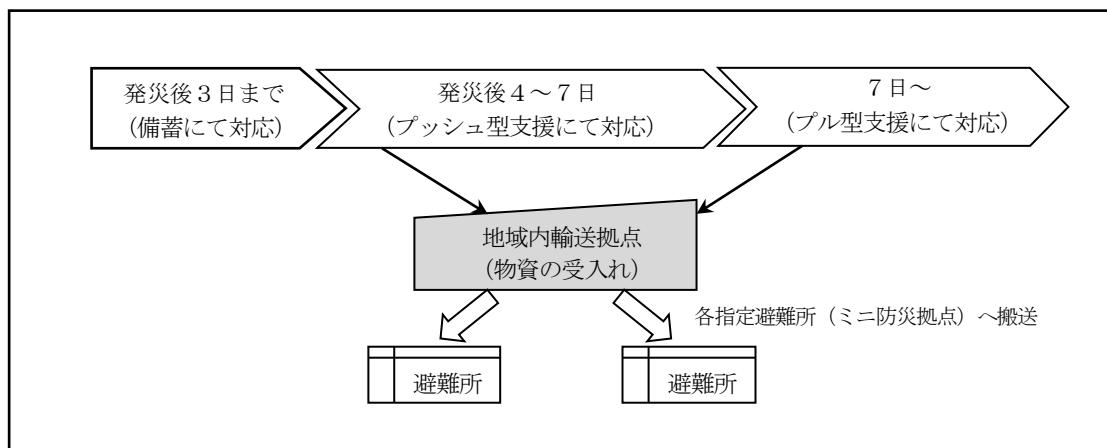 発災後３日まで
（備蓄にて対応）
発災後４～７日
（プッシュ型支援にて対応）
７日～
（プル型支援にて対応）
地域内輸送拠点
（物資の受入れ）
各指定避難所（ミニ防災拠点）へ搬送
避難所
避難所